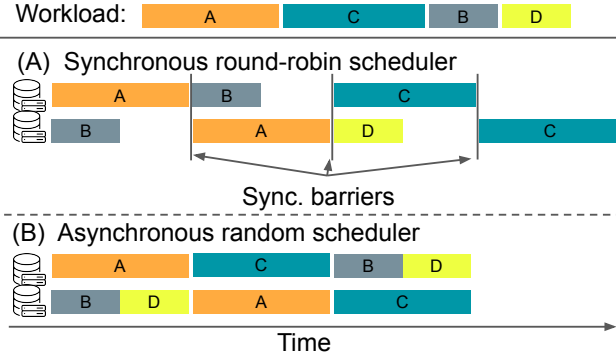 Workload: A C B D
(A) Synchronous round-robin scheduler
A B C
B A D C
Sync. barriers
(B) Asynchronous random scheduler
A C B D
B D A C
Time